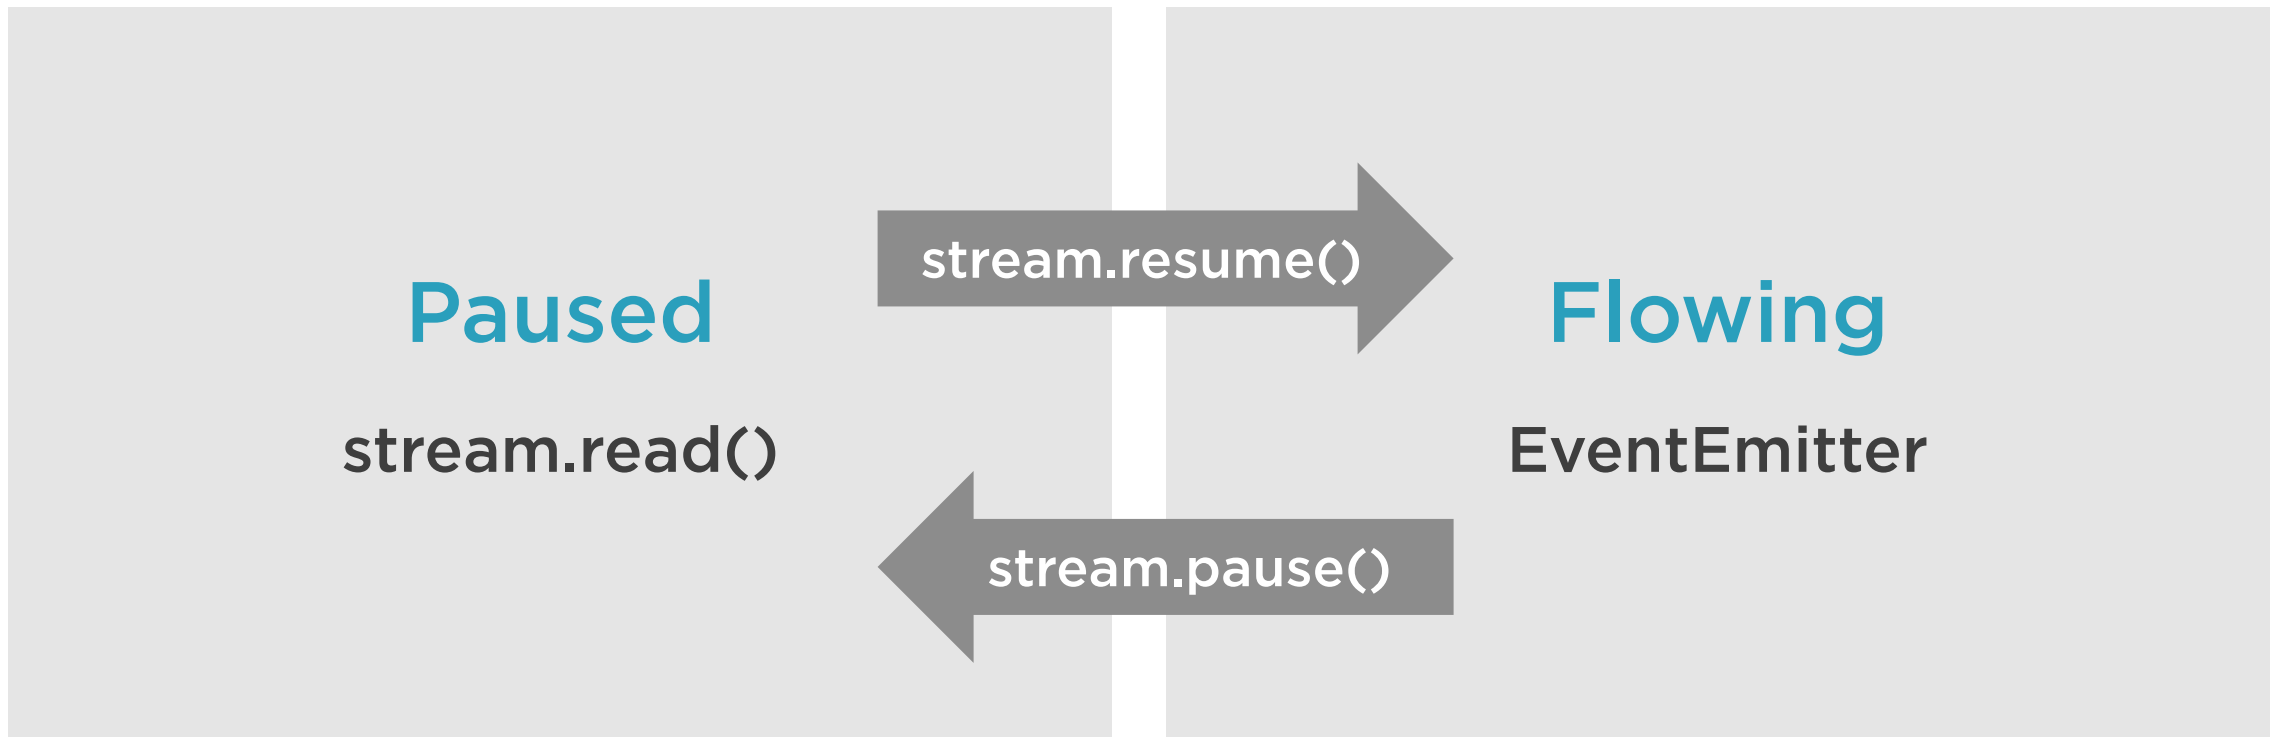 stream.resume()
Paused
Flowing
stream.read()
EventEmitter
stream.pause()